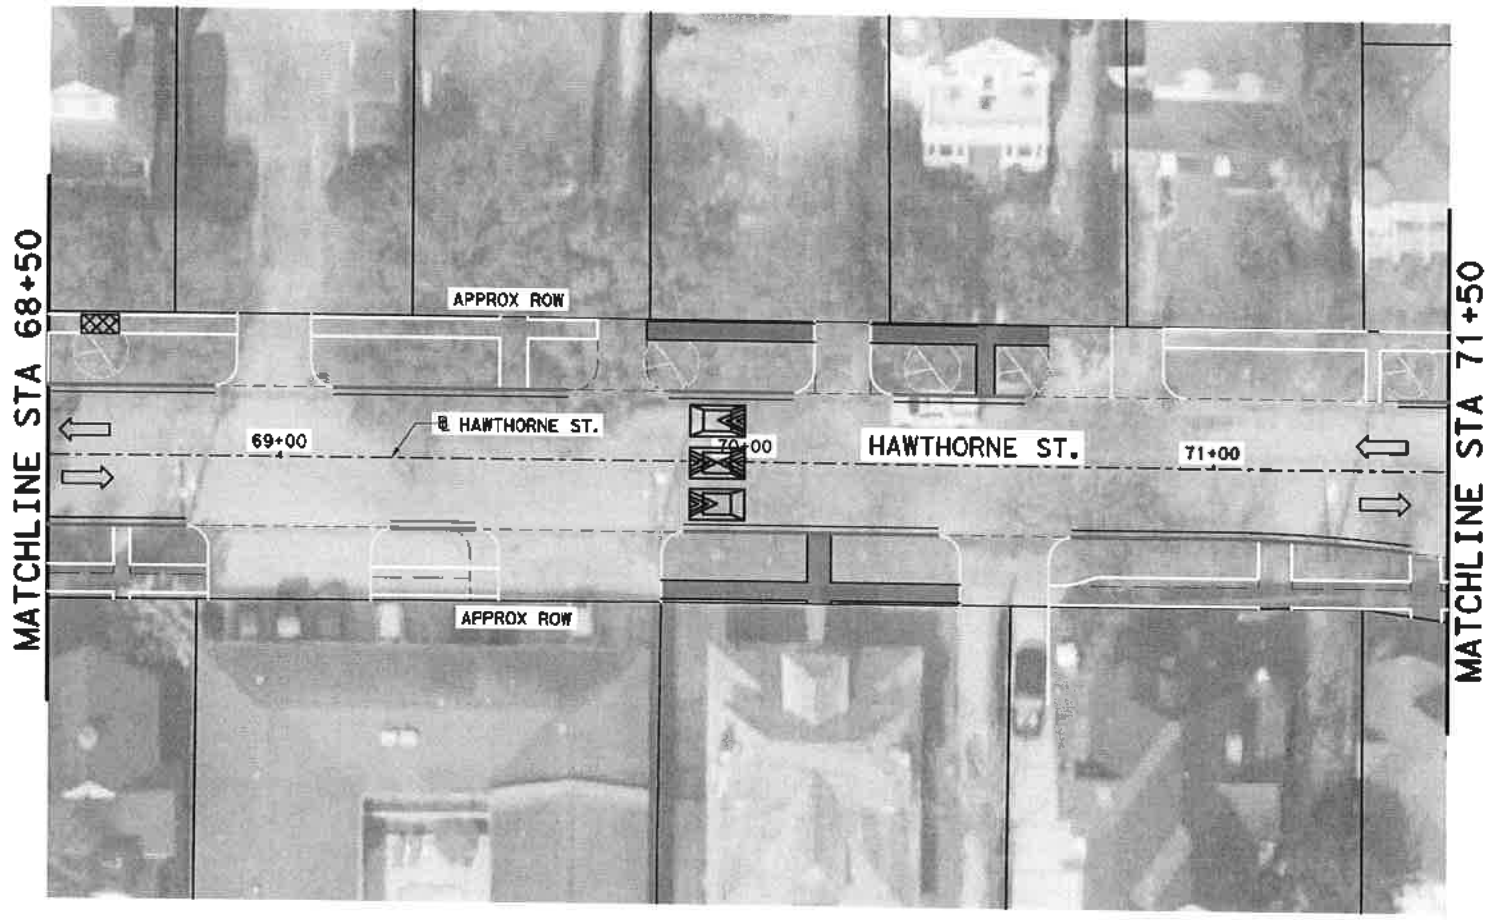 MATCHLINE STA 68+50
APPROX ROW
HAWTHORNE ST.
69+00
70+00
HAWTHORNE ST.
71+00
APPROX ROW
MATCHLINE STA 71+50